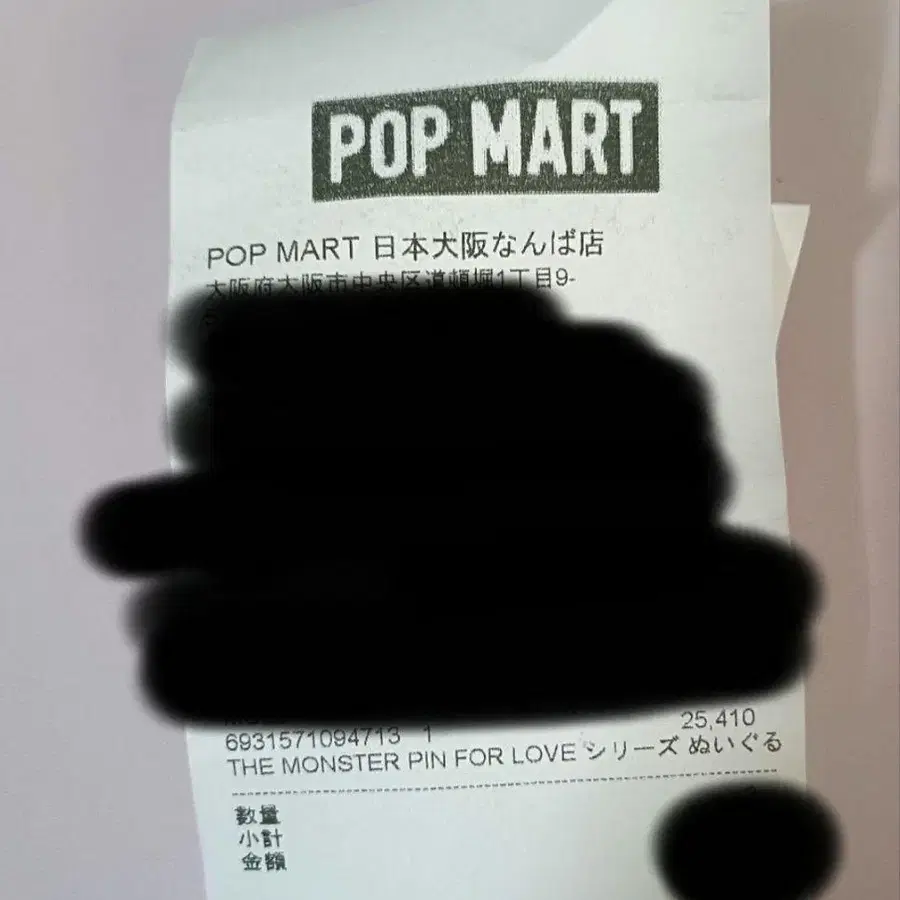 POP MART
POP MART 日本大阪なんば店
大阪府大阪市中央区道頓堀1丁目9-
6931571094713 1 25,410
THE MONSTER PIN FOR LOVE シリーズ ぬいぐる
数量
小計
金額